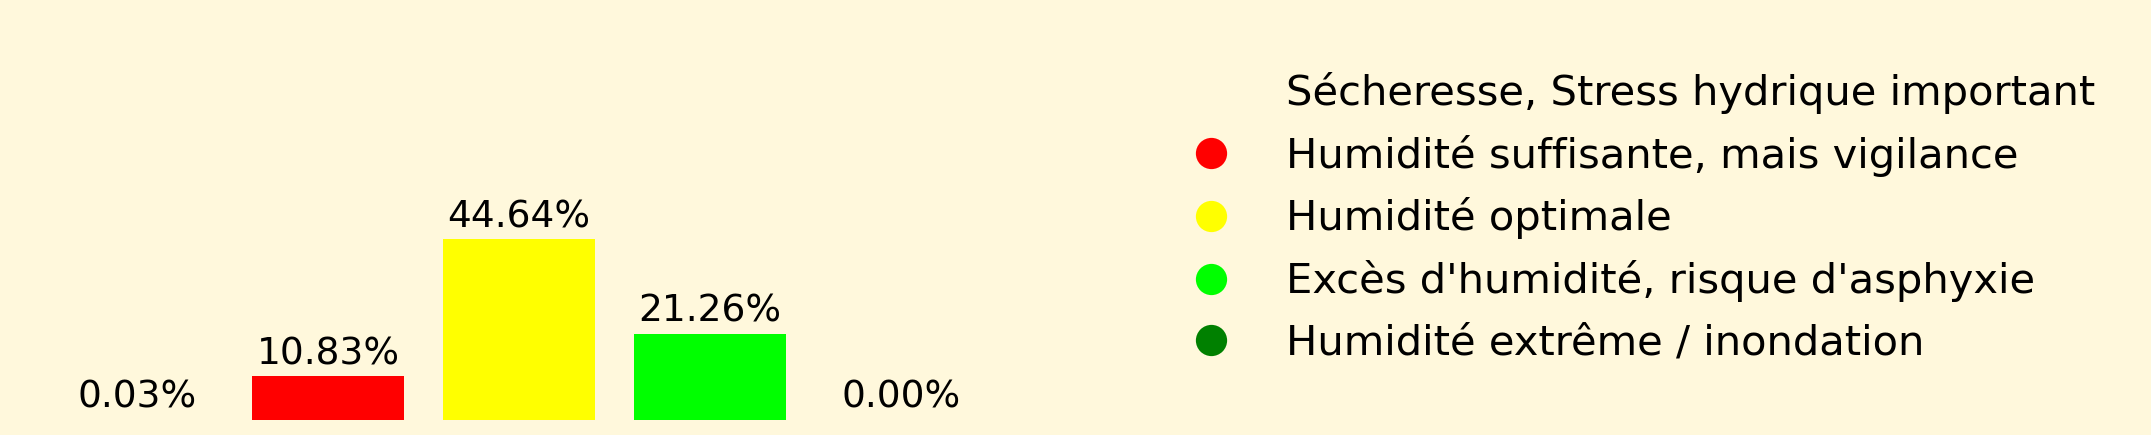 Sécheresse, Stress hydrique important
Humidité suffisante, mais vigilance
Humidité optimale
Excès d'humidité, risque d'asphyxie
Humidité extrême / inondation
44.64%
21.26%
10.83%
0.03%
0.00%